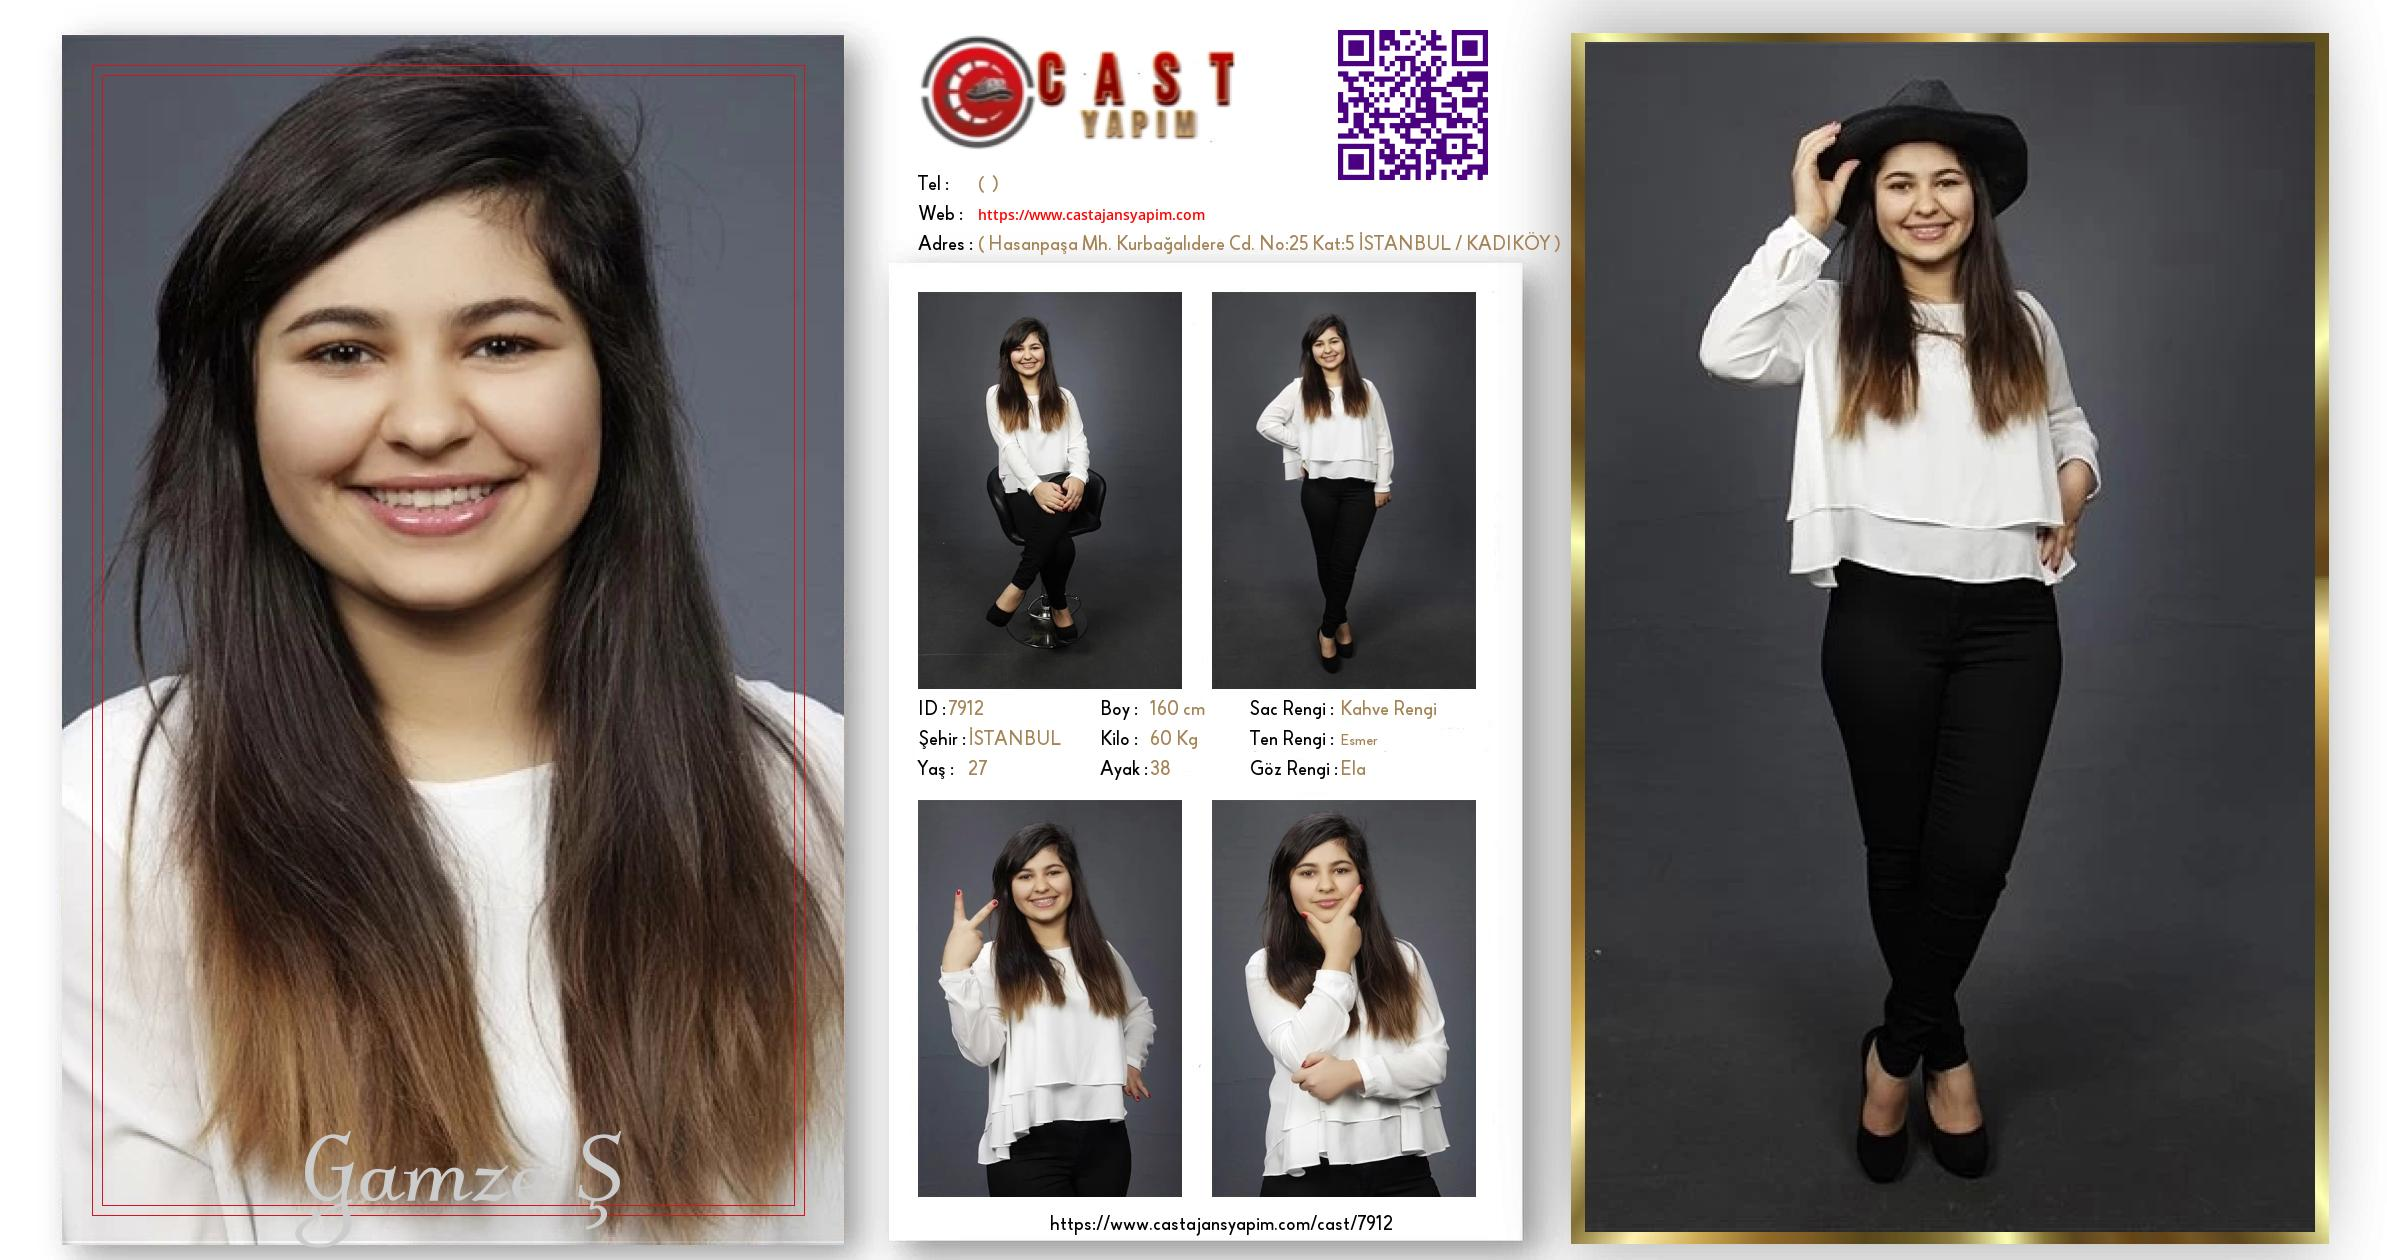 CAST
YAPIM
Tel : ( )
Web : https://www.castajansyapim.com
Adres : ( Hasanpaşa Mh. Kurbağalıdere Cd. No:25 Kat:5 İSTANBUL / KADIKÖY )
ID : 7912 Boy : 160 cm Sac Rengi : Kahve Rengi
Şehir : İSTANBUL Kilo : 60 Kg Ten Rengi : Esmer
Yaş : 27 Ayak : 38 Göz Rengi : Ela
https://www.castajansyapim.com/cast/7912
Gamze Ş